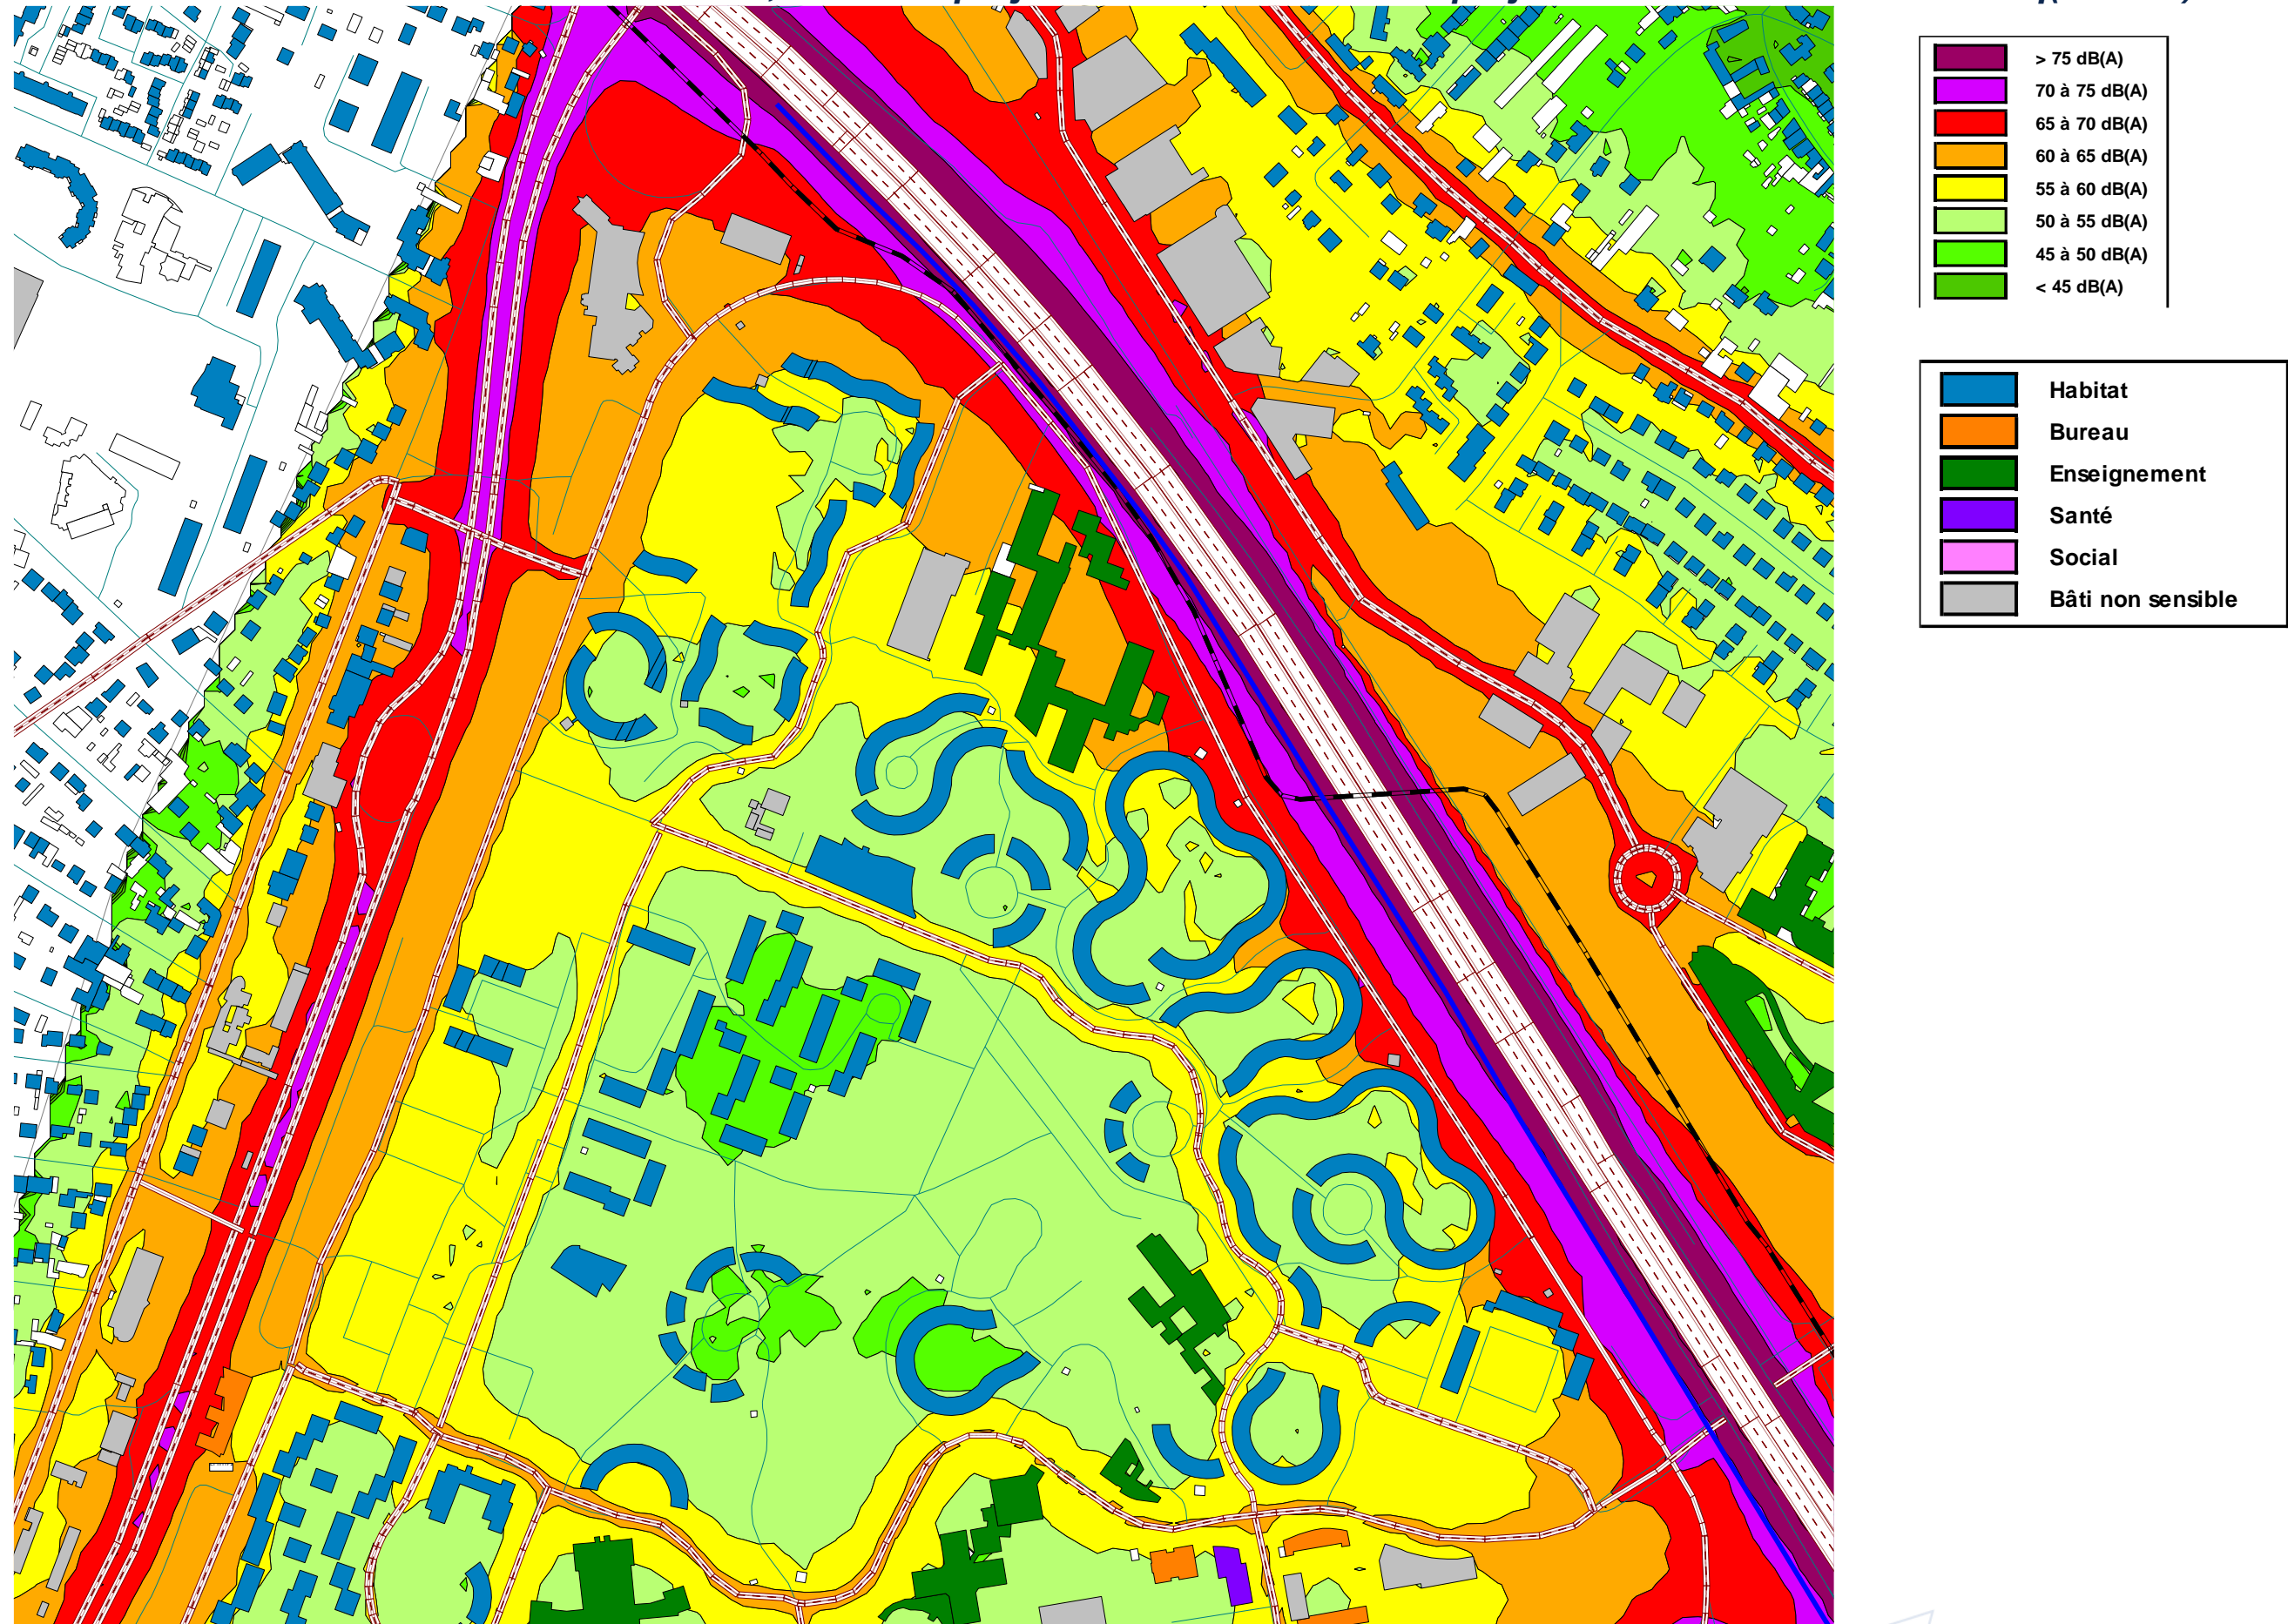 > 75 dB(A)
70 à 75 dB(A)
65 à 70 dB(A)
60 à 65 dB(A)
55 à 60 dB(A)
50 à 55 dB(A)
45 à 50 dB(A)
< 45 dB(A)
Habitat
Bureau
Enseignement
Santé
Social
Bâti non sensible